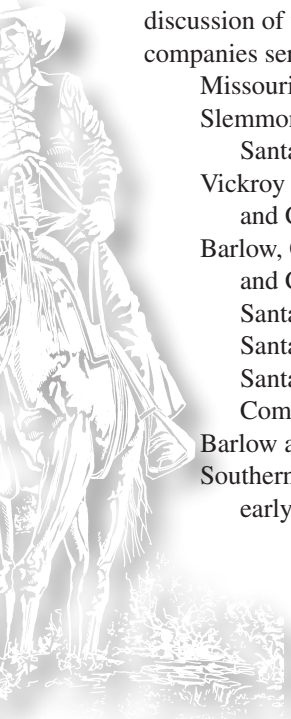 discussion of
companies ser
Missouri
Slemmon
Santa
Vickroy
and C
Barlow,
and C
Santa
Santa
Santa
Com
Barlow a
Southern
early